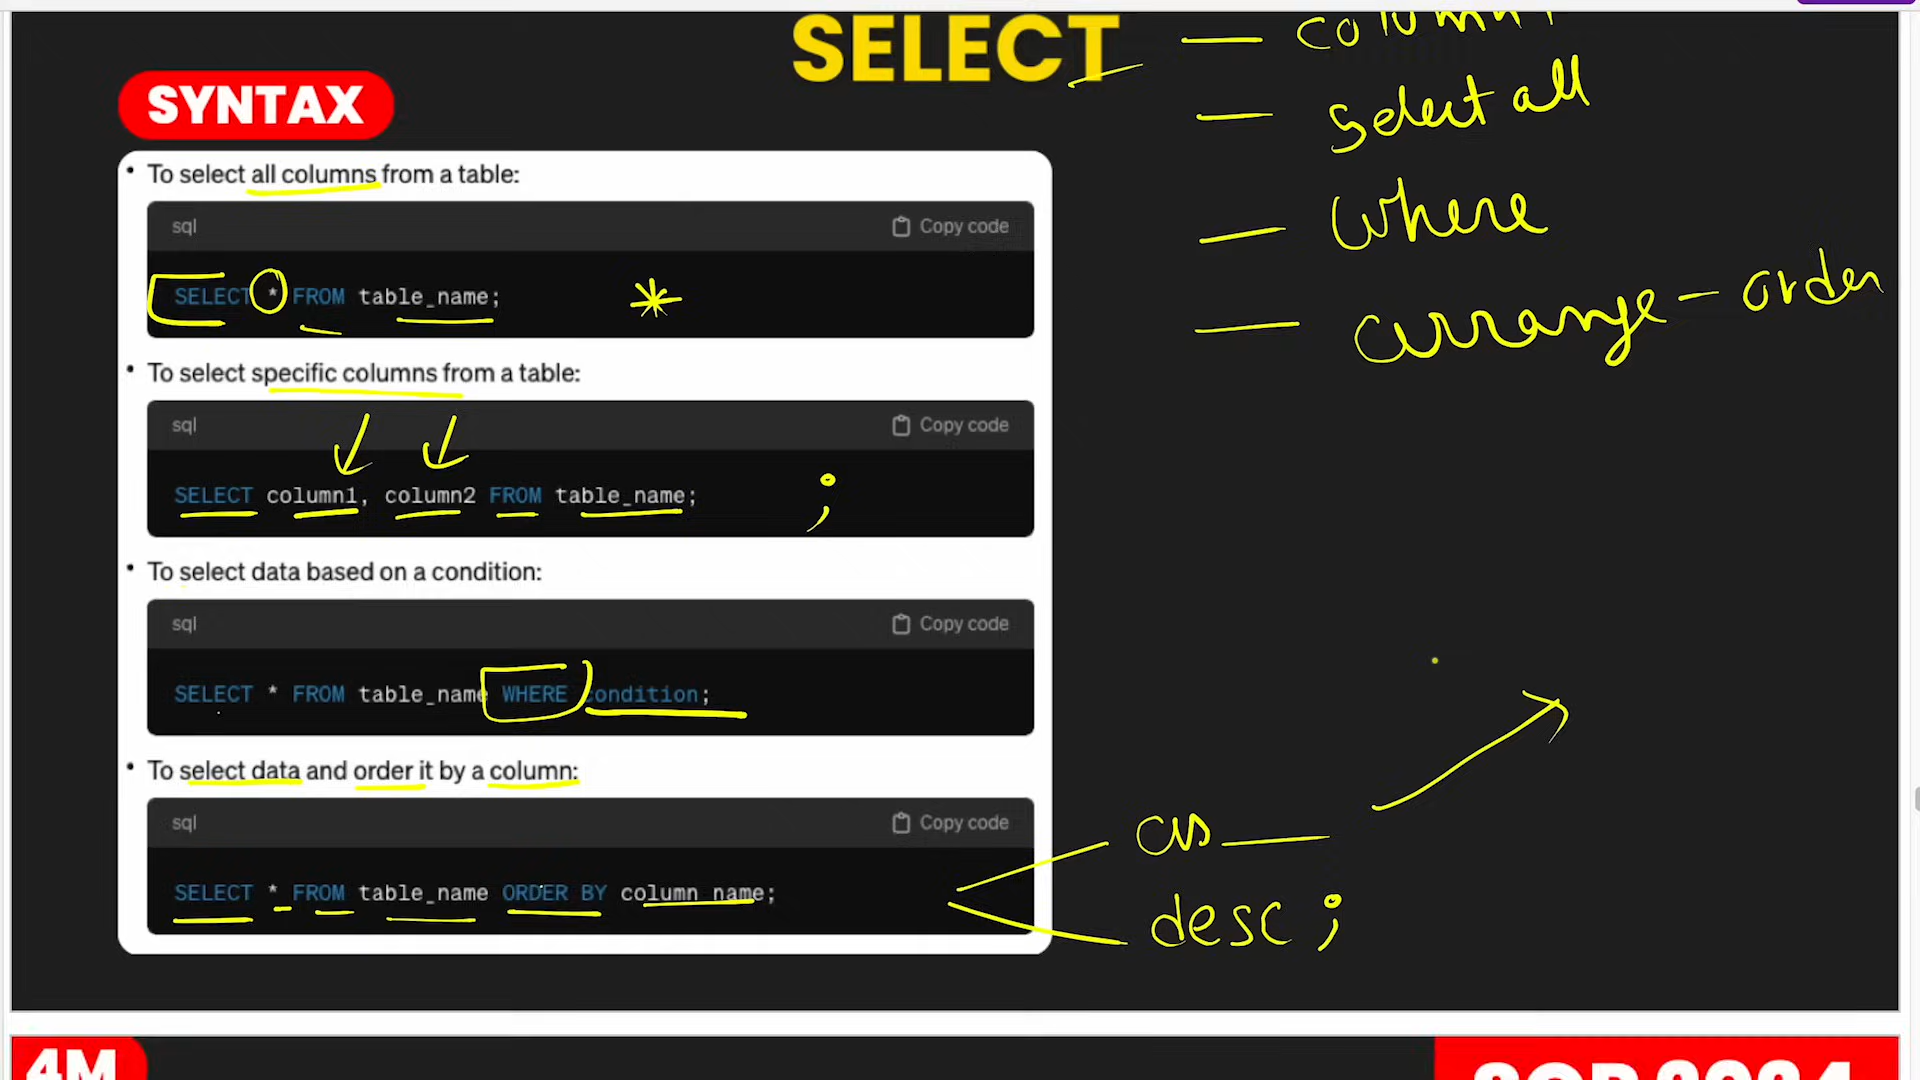 SELECT
column
select all
where
arrange - order
SYNTAX
• To select all columns from a table:
sql Copy code
SELECT * FROM table_name; *
• To select specific columns from a table:
sql Copy code
SELECT column1, column2 FROM table_name; ;
• To select data based on a condition:
sql Copy code
SELECT * FROM table_name WHERE condition;
• To select data and order it by a column:
sql Copy code
SELECT * FROM table_name ORDER BY column_name;
as
desc ;
4M